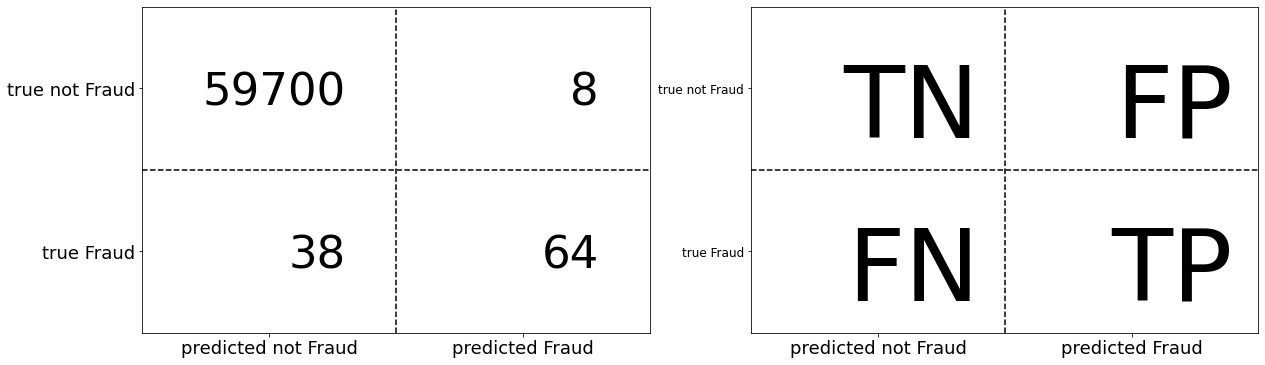 true not Fraud 59700 8
true Fraud 38 64
predicted not Fraud predicted Fraud
true not Fraud TN FP
true Fraud FN TP
predicted not Fraud predicted Fraud